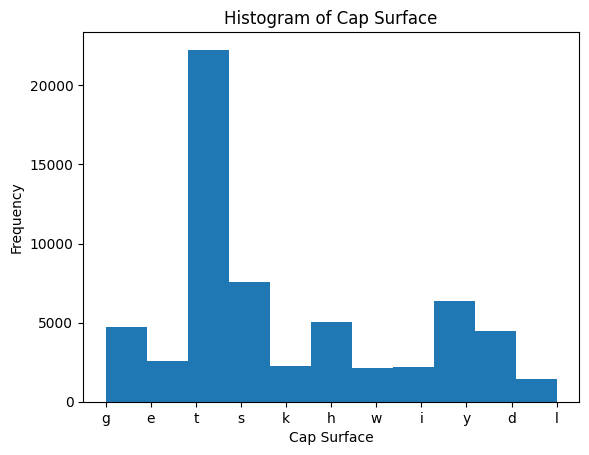 Histogram of Cap Surface
20000
15000
10000
5000
0
Frequency
g e t s k h w i y d l
Cap Surface